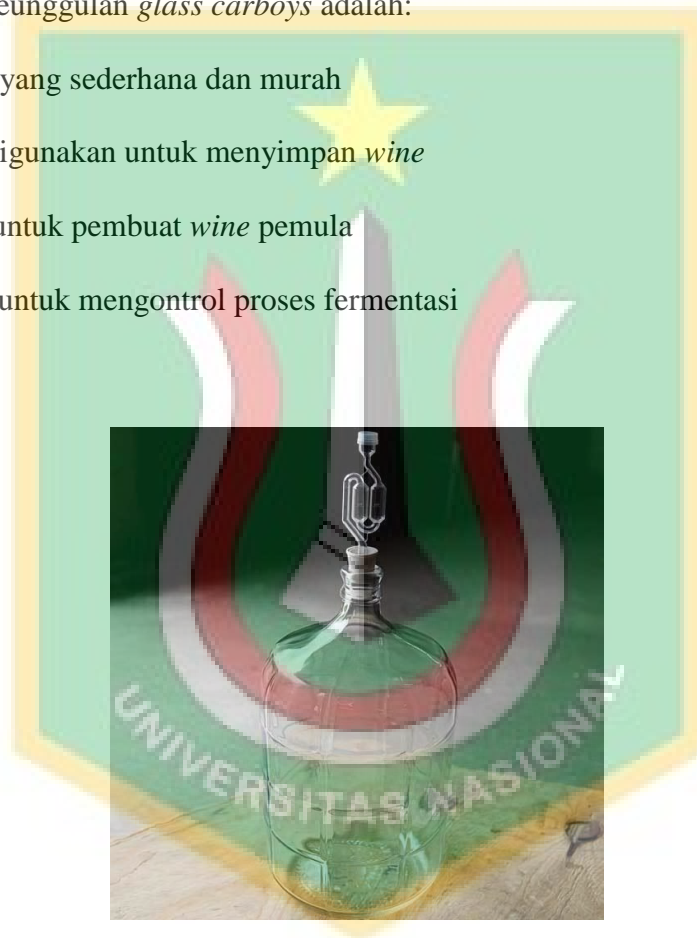 eunggulan glass carboys adalah:
yang sederhana dan murah
igunakan untuk menyimpan wine
untuk pembuat wine pemula
untuk mengontrol proses fermentasi
UNIVERSITAS NASIONAL